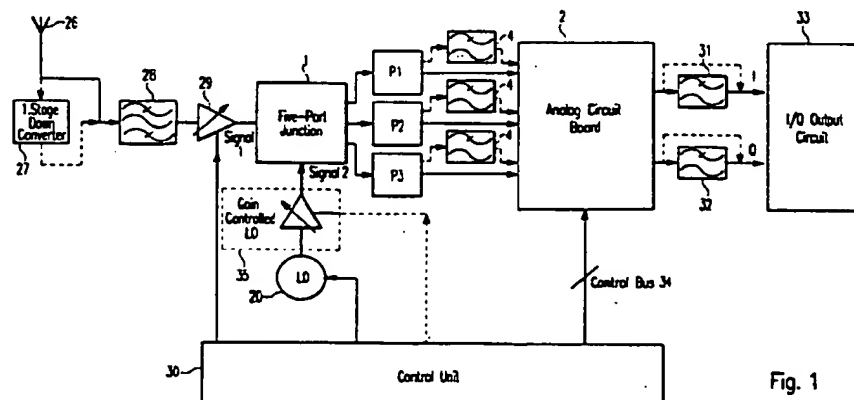 26
33
2
4
31
1
P1
28
29
I
1.Stage
Down
Converter
Five-Port
Junction
4
P2
Analog Circuit
Board
I/Q Output
Circuit
Signal
1
27
4
Q
P3
Signal 2
32
Gain
Controlled
LO
35
LO
20
Control Bus 34
30
Control Unit
Fig. 1